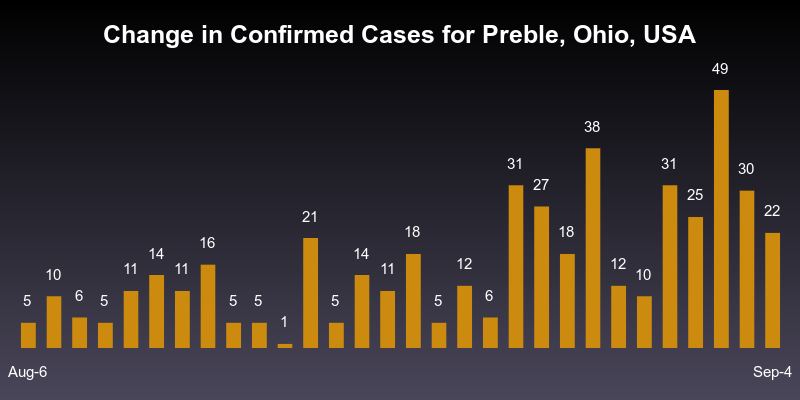 Change in Confirmed Cases for Preble, Ohio, USA
5 10 6 5 11 14 11 16 5 5 1 21 5 14 11 18 5 12 6 31 27 18 38 12 10 31 25 49 30 22
Aug-6 Sep-4